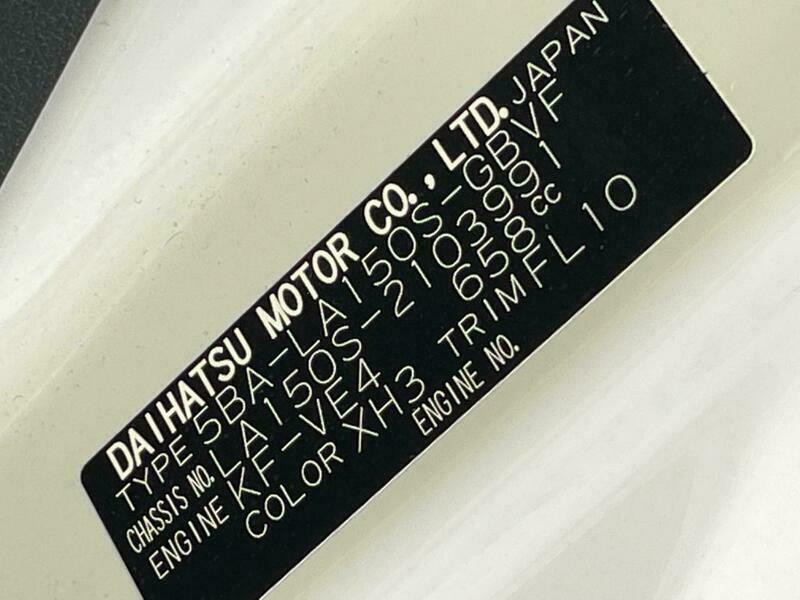 DAIHATSU MOTOR CO., LTD. JAPAN
TYPE 5BA-LA150S-GBVF
CHASSIS NO. LA150S-2103991
ENGINE KF-VE4 658cc
COLOR XH3 TRIM FL10
ENGINE NO.